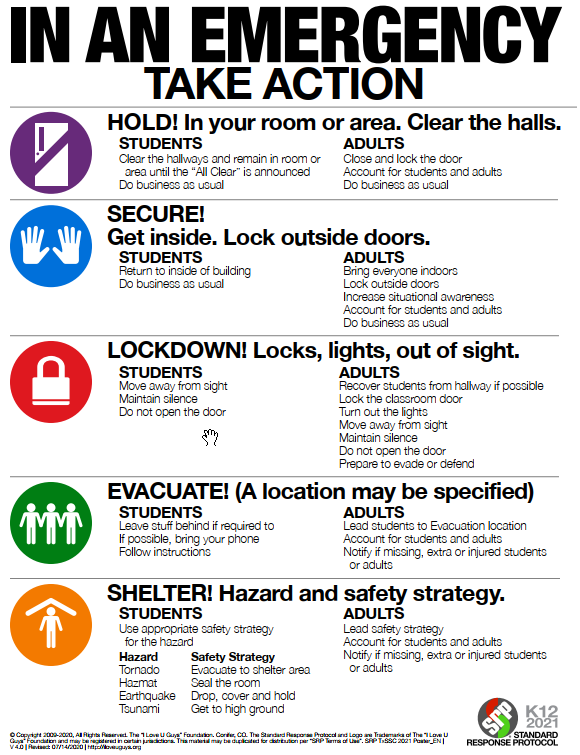 IN AN EMERGENCY
TAKE ACTION
HOLD! In your room or area. Clear the halls.
STUDENTS
Clear the hallways and remain in room or
area until the “All Clear” is announced
Do business as usual
ADULTS
Close and lock the door
Account for students and adults
Do business as usual
SECURE!
Get inside. Lock outside doors.
STUDENTS
Return to inside of building
Do business as usual
ADULTS
Bring everyone indoors
Lock outside doors
Increase situational awareness
Account for students and adults
Do business as usual
LOCKDOWN! Locks, lights, out of sight.
STUDENTS
Move away from sight
Maintain silence
Do not open the door
ADULTS
Recover students from hallway if possible
Lock the classroom door
Turn out the lights
Move away from sight
Maintain silence
Do not open the door
Prepare to evade or defend
EVACUATE! (A location may be specified)
STUDENTS
Leave stuff behind if required to
If possible, bring your phone
Follow instructions
ADULTS
Lead students to Evacuation location
Account for students and adults
Notify if missing, extra or injured students
or adults
SHELTER! Hazard and safety strategy.
STUDENTS
Use appropriate safety strategy
for the hazard
Hazard Safety Strategy
Tornado Evacuate to shelter area
Hazmat Seal the room
Earthquake Drop, cover and hold
Tsunami Get to high ground
ADULTS
Lead safety strategy
Account for students and adults
Notify if missing, extra or injured students
or adults
SRP
K12
2021
STANDARD
RESPONSE PROTOCOL
© Copyright 2009-2020, All Rights Reserved, The “I Love U Guys” Foundation. Conifer, CO. The Standard Response Protocol and Logo are Trademarks of The “I Love U
Guys” Foundation and may be registered in certain jurisdictions. This material may be duplicated for distribution per “SRP Terms of Use”. SRP TxSSC 2021 Poster_EN |
V 4.0 | Revised: 07/14/2020 | http://iloveuguys.org